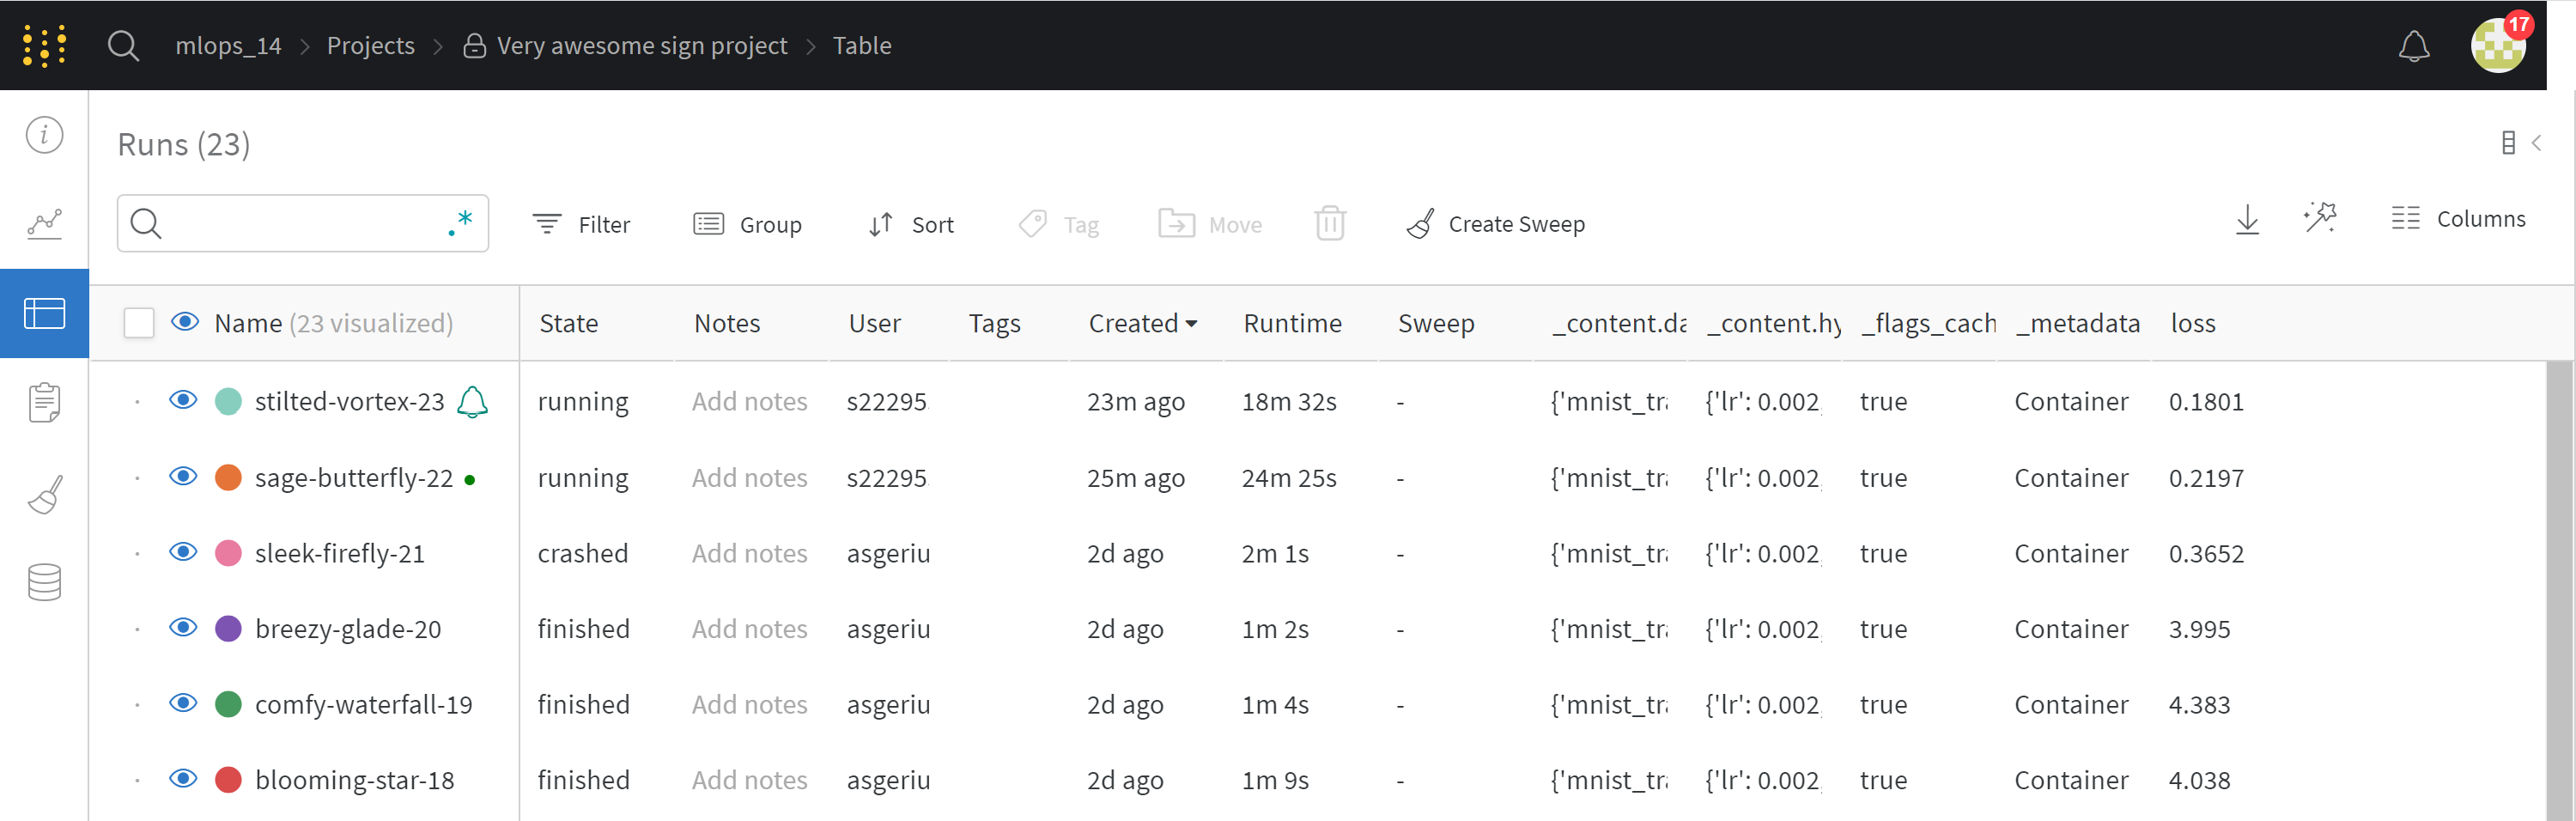 mlops_14 > Projects > Very awesome sign project > Table
17
Runs (23)
.* Filter Group Sort Tag Move Create Sweep Columns
Name (23 visualized) State Notes User Tags Created Runtime Sweep _content.da _content.hy _flags_cach _metadata loss
stilted-vortex-23 running Add notes s22295 23m ago 18m 32s - {'mnist_tra {'lr': 0.002, true Container 0.1801
sage-butterfly-22 running Add notes s22295 25m ago 24m 25s - {'mnist_tra {'lr': 0.002, true Container 0.2197
sleek-firefly-21 crashed Add notes asgeriu 2d ago 2m 1s - {'mnist_tra {'lr': 0.002, true Container 0.3652
breezy-glade-20 finished Add notes asgeriu 2d ago 1m 2s - {'mnist_tra {'lr': 0.002, true Container 3.995
comfy-waterfall-19 finished Add notes asgeriu 2d ago 1m 4s - {'mnist_tra {'lr': 0.002, true Container 4.383
blooming-star-18 finished Add notes asgeriu 2d ago 1m 9s - {'mnist_tra {'lr': 0.002, true Container 4.038